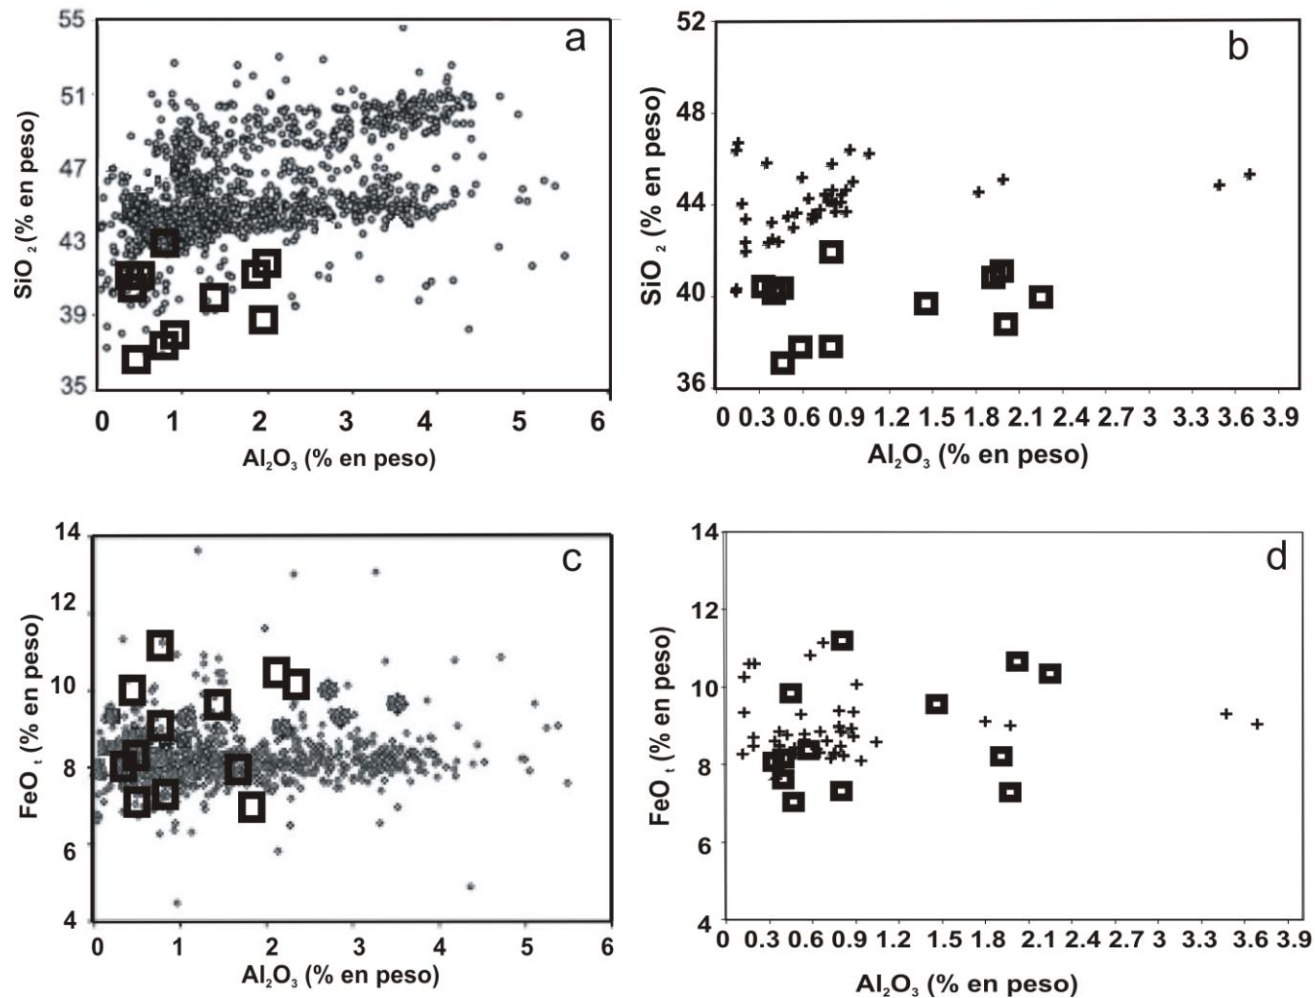 a
55
51
47
43
39
35
SiO₂ (% en peso)
0 1 2 3 4 5 6
Al₂O₃ (% en peso)
b
52
48
44
40
36
SiO₂ (% en peso)
0 0.3 0.6 0.9 1.2 1.5 1.8 2.1 2.4 2.7 3 3.3 3.6 3.9
Al₂O₃ (% en peso)
c
14
12
10
8
6
4
FeO t (% en peso)
0 1 2 3 4 5 6
Al₂O₃ (% en peso)
d
14
12
10
8
6
4
FeO t (% en peso)
0 0.3 0.6 0.9 1.2 1.5 1.8 2.1 2.4 2.7 3 3.3 3.6 3.9
Al₂O₃ (% en peso)